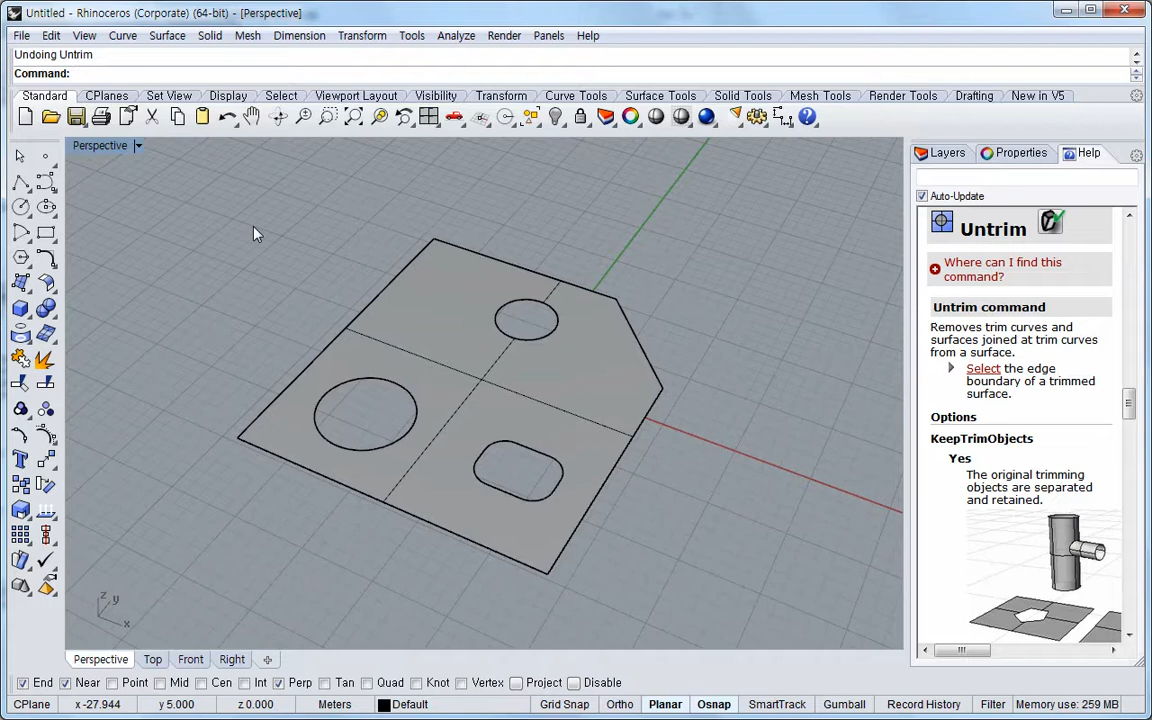 Untitled - Rhinoceros (Corporate) (64-bit) - [Perspective]
File Edit View Curve Surface Solid Mesh Dimension Transform Tools Analyze Render Panels Help
Undoing Untrim
Command:
Standard CPlanes Set View Display Select Viewport Layout Visibility Transform Curve Tools Surface Tools Solid Tools Mesh Tools Render Tools Drafting New in V5
Perspective
Layers Properties Help
Auto-Update
Untrim
Where can I find this
command?
Untrim command
Removes trim curves and
surfaces joined at trim curves
from a surface.
Select the edge
boundary of a trimmed
surface.
Options
KeepTrimObjects
Yes
The original trimming
objects are separated
and retained.
z y
x
Perspective Top Front Right
End Near Point Mid Cen Int Perp Tan Quad Knot Vertex Project Disable
CPlane x -27.944 y 5.000 z 0.000 Meters Default Grid Snap Ortho Planar Osnap SmartTrack Gumball Record History Filter Memory use: 259 MB